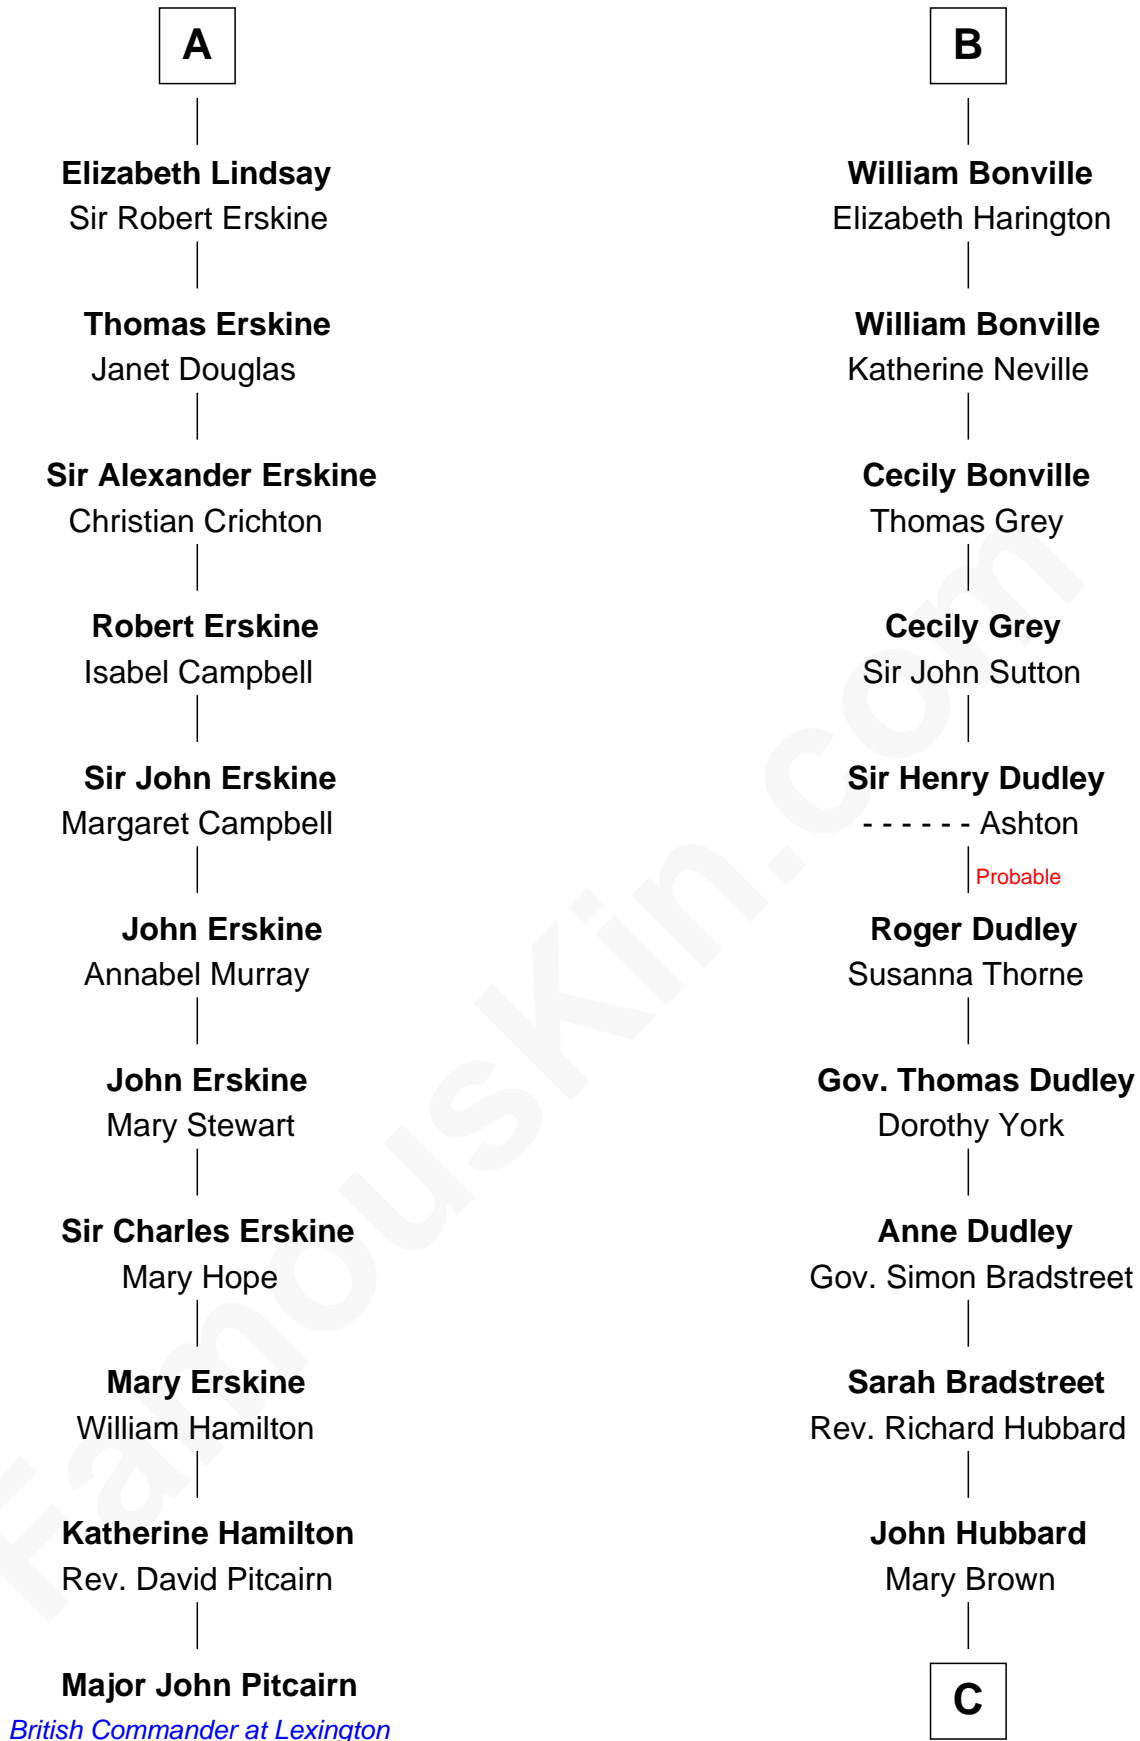 A
Elizabeth Lindsay
Sir Robert Erskine
Thomas Erskine
Janet Douglas
Sir Alexander Erskine
Christian Crichton
Robert Erskine
Isabel Campbell
Sir John Erskine
Margaret Campbell
John Erskine
Annabel Murray
John Erskine
Mary Stewart
Sir Charles Erskine
Mary Hope
Mary Erskine
William Hamilton
Katherine Hamilton
Rev. David Pitcairn
Major John Pitcairn
British Commander at Lexington
B
William Bonville
Elizabeth Harington
William Bonville
Katherine Neville
Cecily Bonville
Thomas Grey
Cecily Grey
Sir John Sutton
Sir Henry Dudley
- - - - - - Ashton
Probable
Roger Dudley
Susanna Thorne
Gov. Thomas Dudley
Dorothy York
Anne Dudley
Gov. Simon Bradstreet
Sarah Bradstreet
Rev. Richard Hubbard
John Hubbard
Mary Brown
C
FamousKin.com